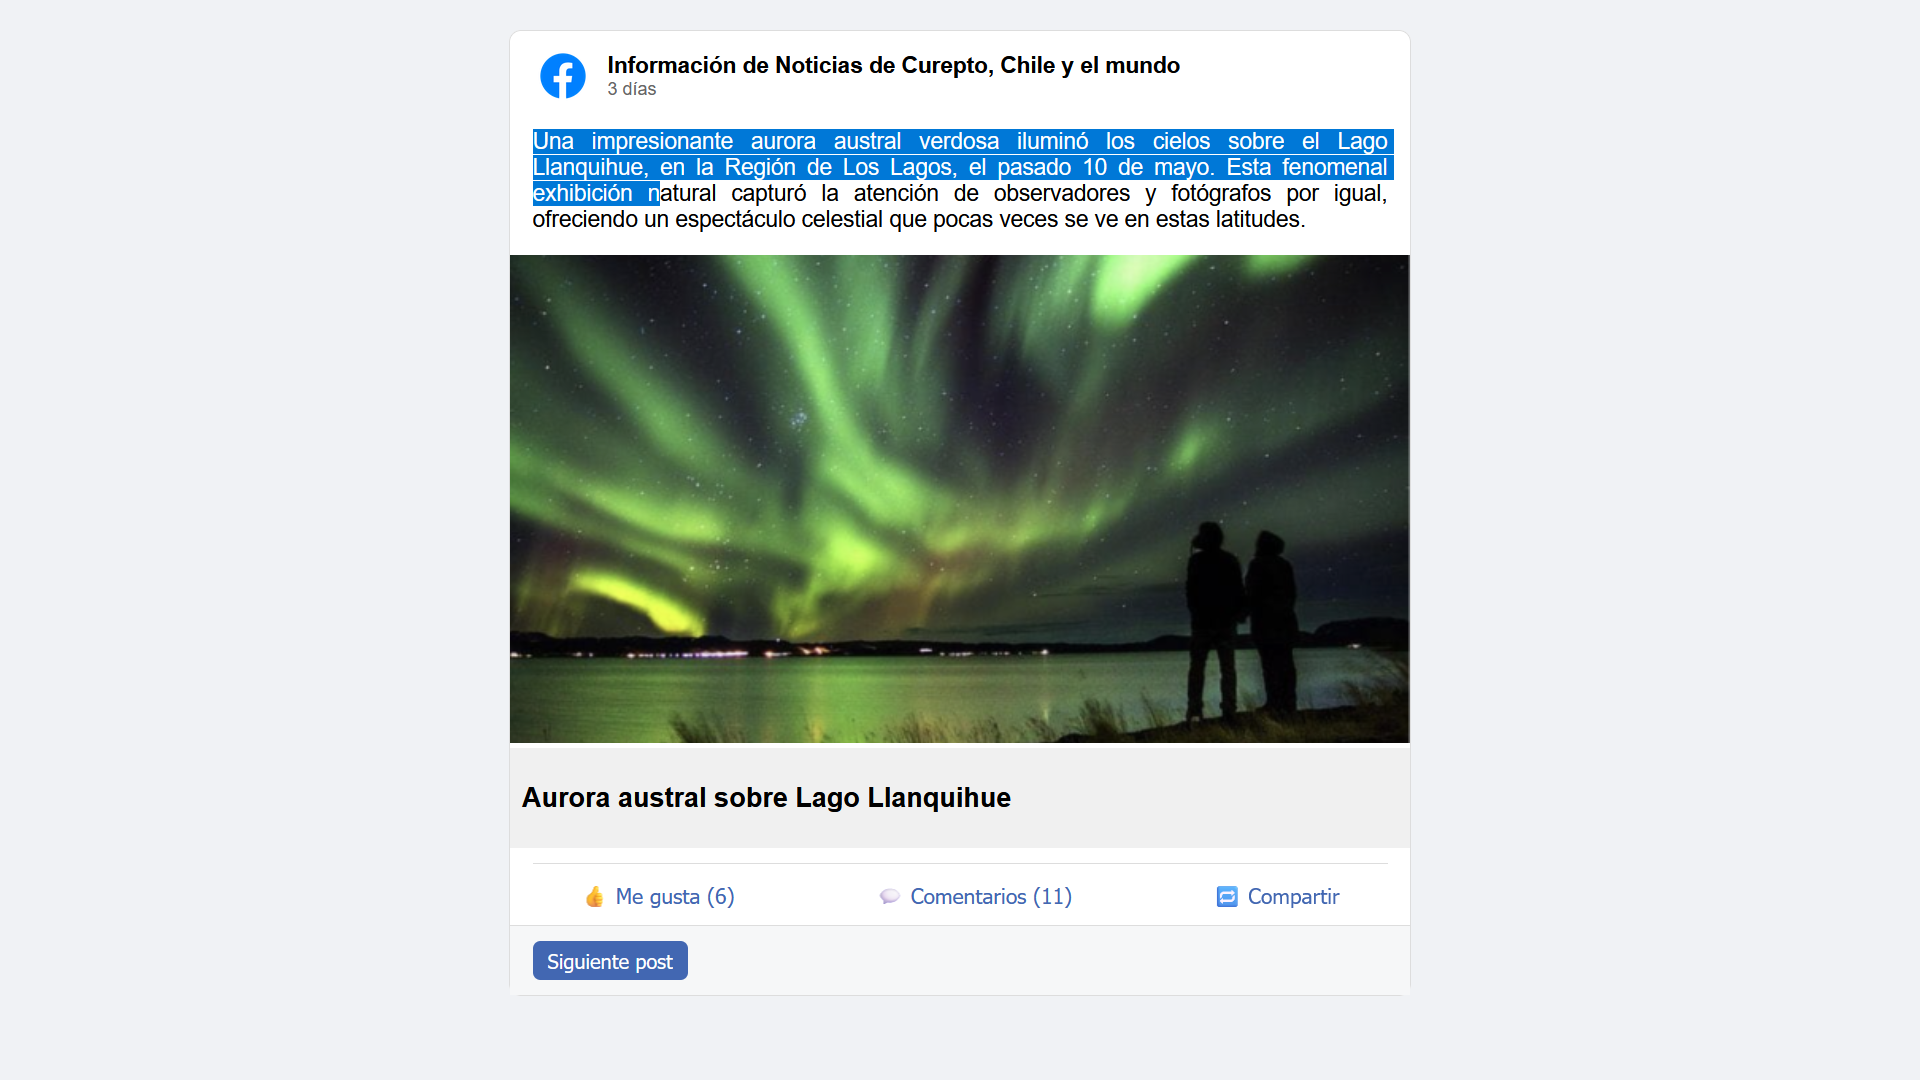 Información de Noticias de Curepto, Chile y el mundo
3 días
Una impresionante aurora austral verdosa iluminó los cielos sobre el Lago
Llanquihue, en la Región de Los Lagos, el pasado 10 de mayo. Esta fenomenal
exhibición natural capturó la atención de observadores y fotógrafos por igual,
ofreciendo un espectáculo celestial que pocas veces se ve en estas latitudes.
Aurora austral sobre Lago Llanquihue
👍 Me gusta (6)
💬 Comentarios (11)
🔁 Compartir
Siguiente post